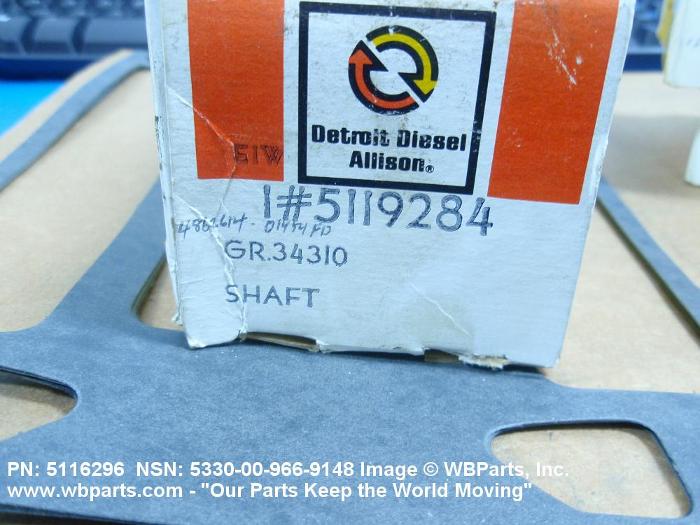 Detroit Diesel
Allison®
EIW
1#5119284
GR.34310
SHAFT
PN: 5116296 NSN: 5330-00-966-9148 Image © WBParts, Inc.
www.wbparts.com - "Our Parts Keep the World Moving"